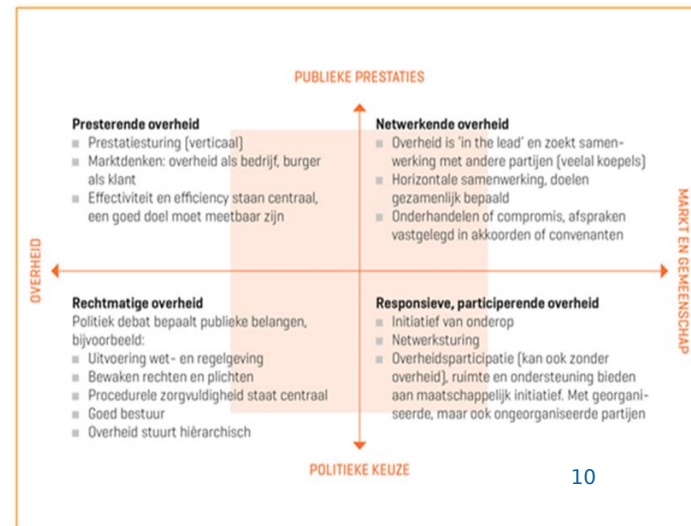 PUBLIEKE PRESTATIES
Presterende overheid
Prestatiesturing (verticaal)
Marktdenken: overheid als bedrijf, burger
als klant
Effectiviteit en efficiency staan centraal,
een goed doel moet meetbaar zijn
Netwerkende overheid
Overheid is 'in the lead' en zoekt samen-
werking met andere partijen (veelal koepels)
Horizontale samenwerking, doelen
gezamenlijk bepaald
Onderhandelen of compromis, afspraken
vastgelegd in akkoorden of convenanten
OVERHEID
MARKT EN GEMEENSCHAP
Rechtmatige overheid
Politiek debat bepaalt publieke belangen,
bijvoorbeeld:
Uitvoering wet- en regelgeving
Bewaken rechten en plichten
Procedurele zorgvuldigheid staat centraal
Goed bestuur
Overheid stuurt hiërarchisch
Responsieve, participerende overheid
Initiatief van onderop
Netwerksturing
Overheidsparticipatie (kan ook zonder
overheid), ruimte en ondersteuning bieden
aan maatschappelijk initiatief. Met georgani-
seerde, maar ook ongeorganiseerde partijen
POLITIEKE KEUZE
10